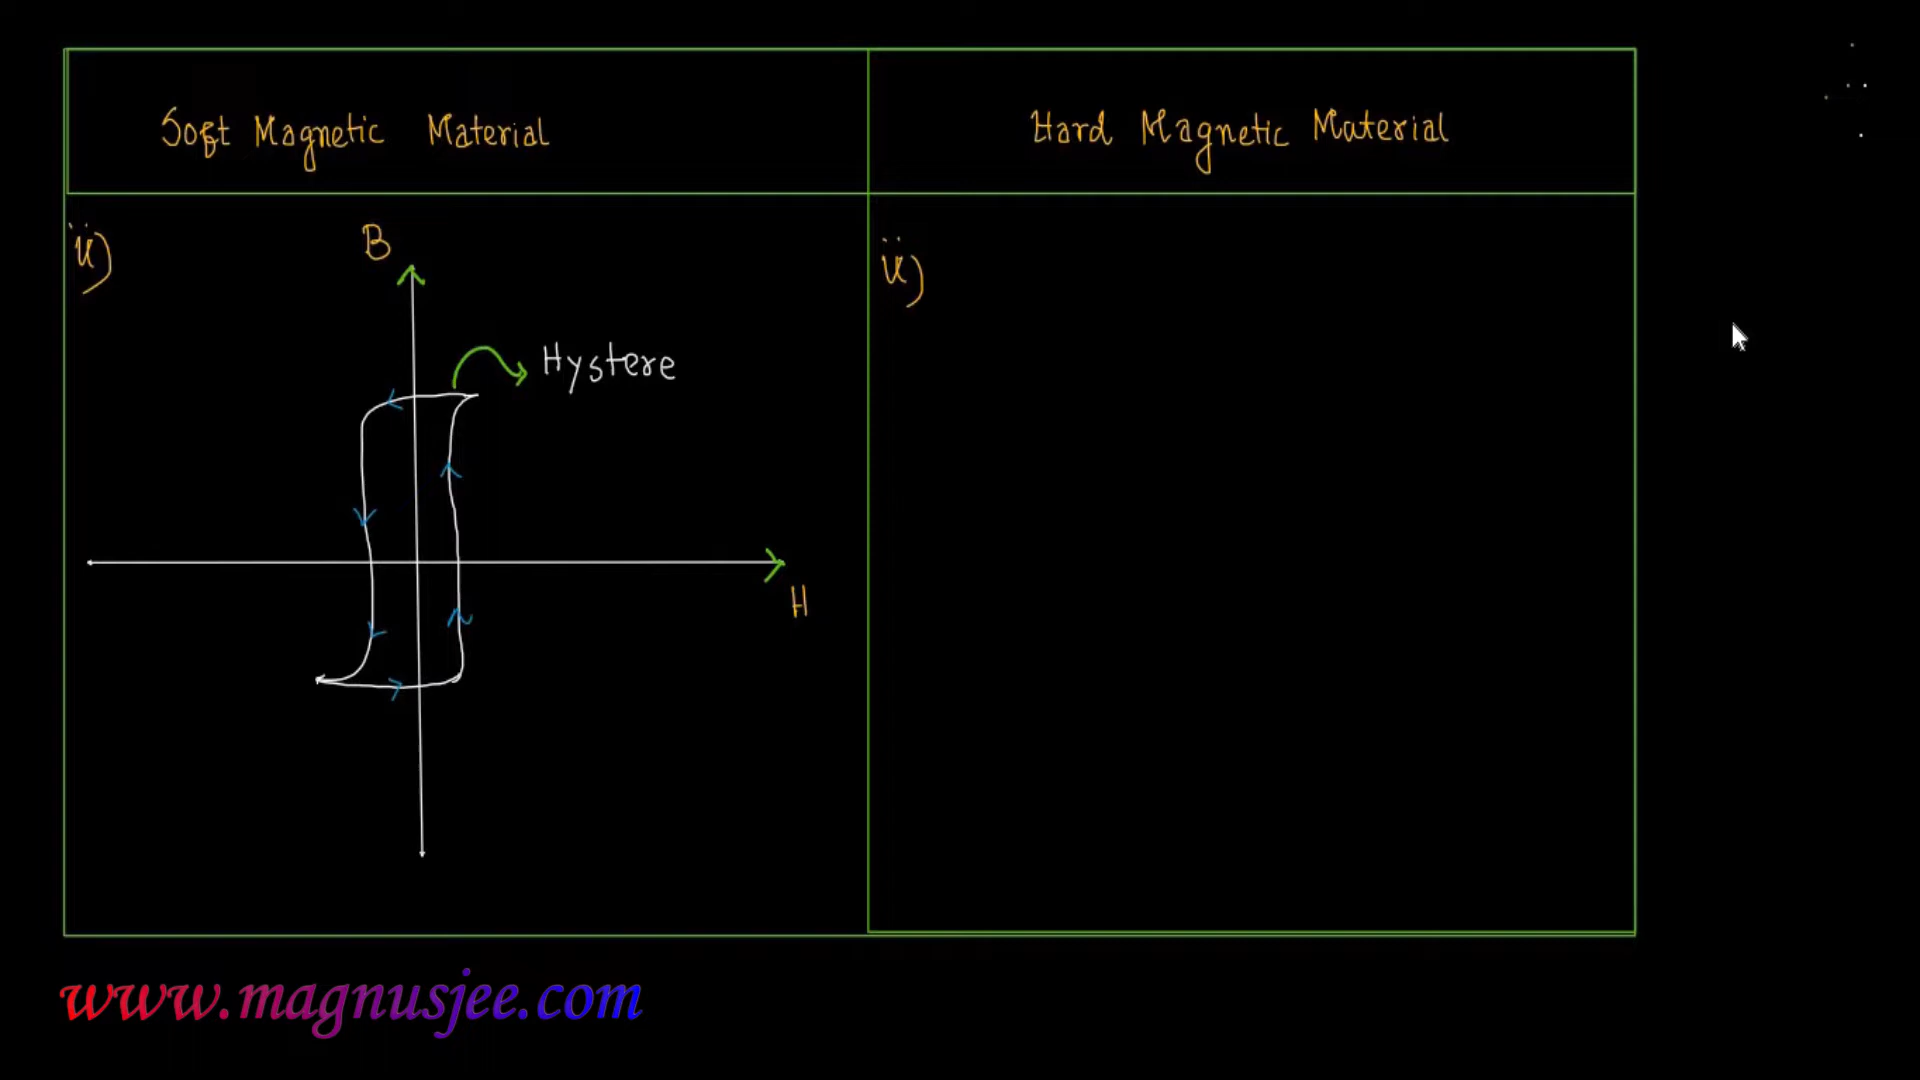 Soft Magnetic Material
Hard Magnetic Material
ii)
B
Hystere
H
ii)
www.magnusjee.com